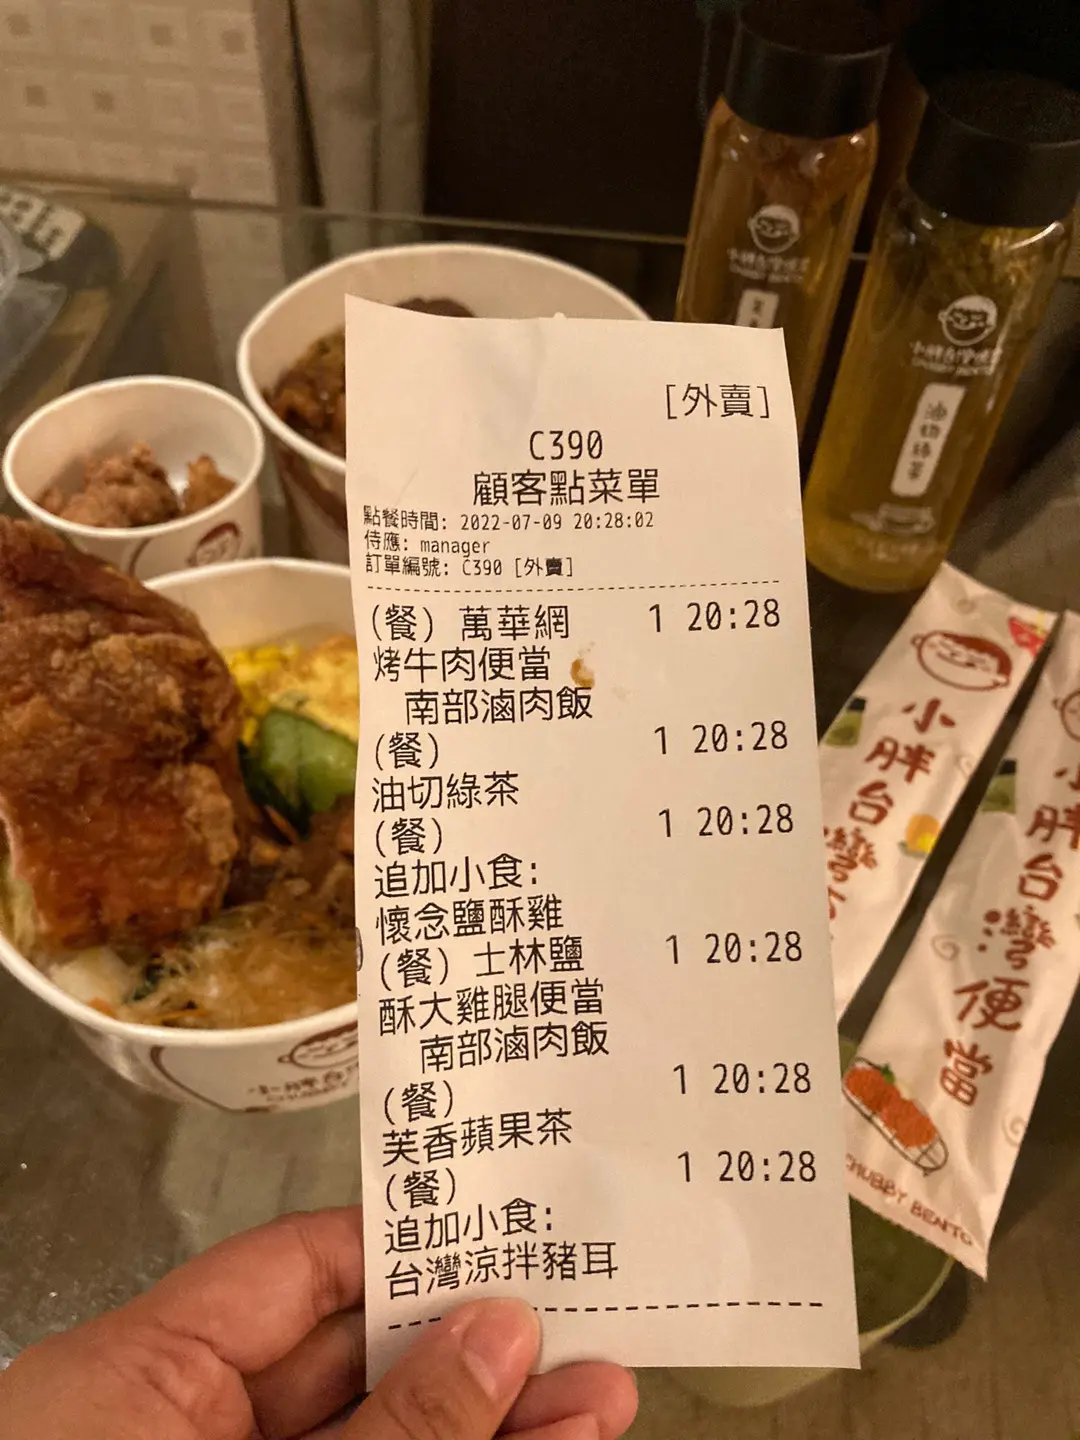 [外賣]
C390
顧客點菜單
點餐時間: 2022-07-09 20:28:02
侍應: manager
訂單編號: C390 [外賣]
(餐) 萬華網 1 20:28
烤牛肉便當
南部滷肉飯
(餐) 1 20:28
油切綠茶
(餐) 1 20:28
追加小食:
懷念鹽酥雞
(餐) 士林鹽 1 20:28
酥大雞腿便當
南部滷肉飯
(餐) 1 20:28
芙香蘋果茶
(餐) 1 20:28
追加小食:
台灣涼拌豬耳
油切綠茶
小胖台灣
小胖台灣便當
CHUBBY BENTO